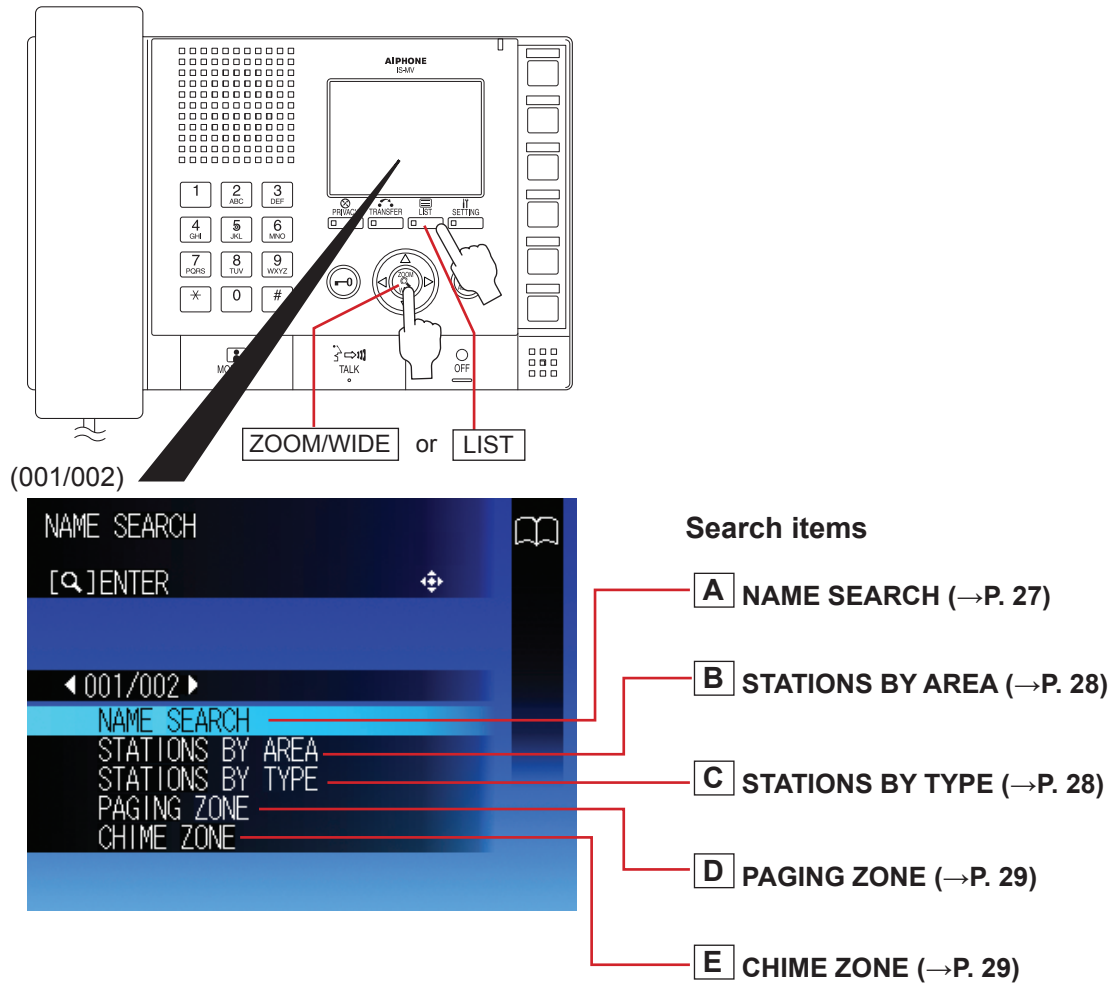 AIPHONE
IS-MV
1 2 3
ABC DEF
4 5 6
GHI JKL MNO
7 8 9
PQRS TUV WXYZ
* 0 #
PRIVACY TRANSFER LIST SETTING
ZOOM
TALK
OFF
ZOOM/WIDE or LIST
(001/002)
NAME SEARCH
[ ]ENTER
◀001/002▶
NAME SEARCH
STATIONS BY AREA
STATIONS BY TYPE
PAGING ZONE
CHIME ZONE
Search items
A NAME SEARCH (→P. 27)
B STATIONS BY AREA (→P. 28)
C STATIONS BY TYPE (→P. 28)
D PAGING ZONE (→P. 29)
E CHIME ZONE (→P. 29)